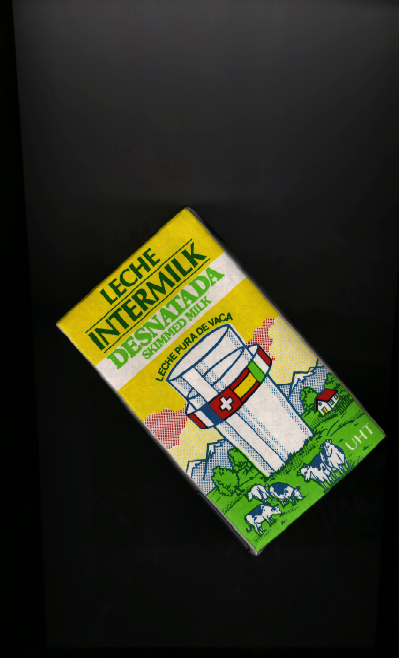 LECHE
INTERMILK
DESNATADA
SKIMMED MILK
LECHE PURA DE VACA
UHT